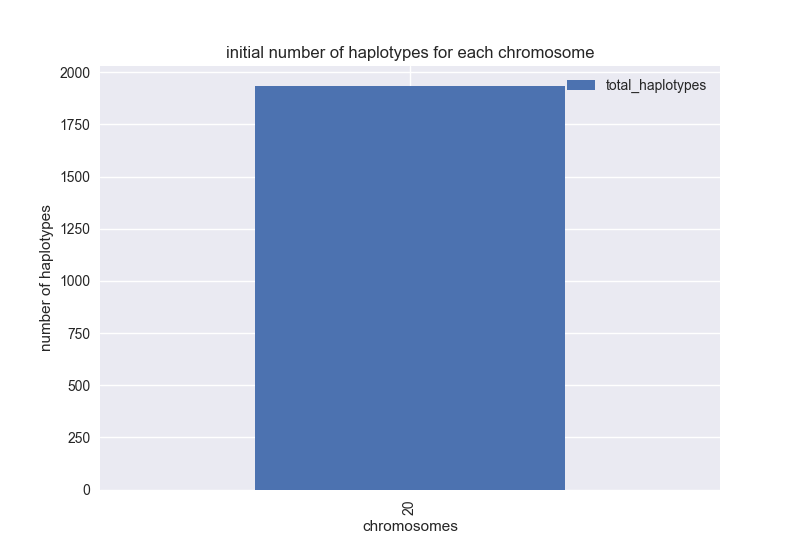 initial number of haplotypes for each chromosome
total_haplotypes
number of haplotypes
2000
1750
1500
1250
1000
750
500
250
0
20
chromosomes